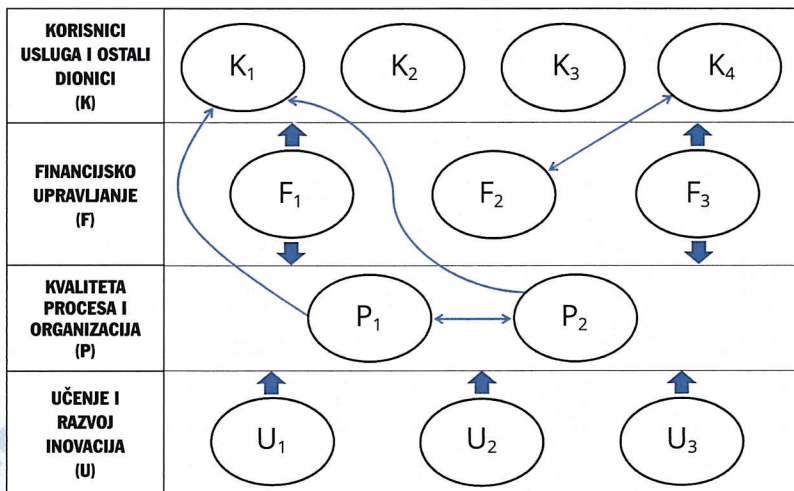 KORISNICI
USLUGA I OSTALI
DIONICI
(K)
K₁ K₂ K₃ K₄
FINANCIJSKO
UPRAVLJANJE
(F)
F₁ F₂ F₃
KVALITETA
PROCESA I
ORGANIZACIJA
(P)
P₁ P₂
UČENJE I
RAZVOJ
INOVACIJA
(U)
U₁ U₂ U₃